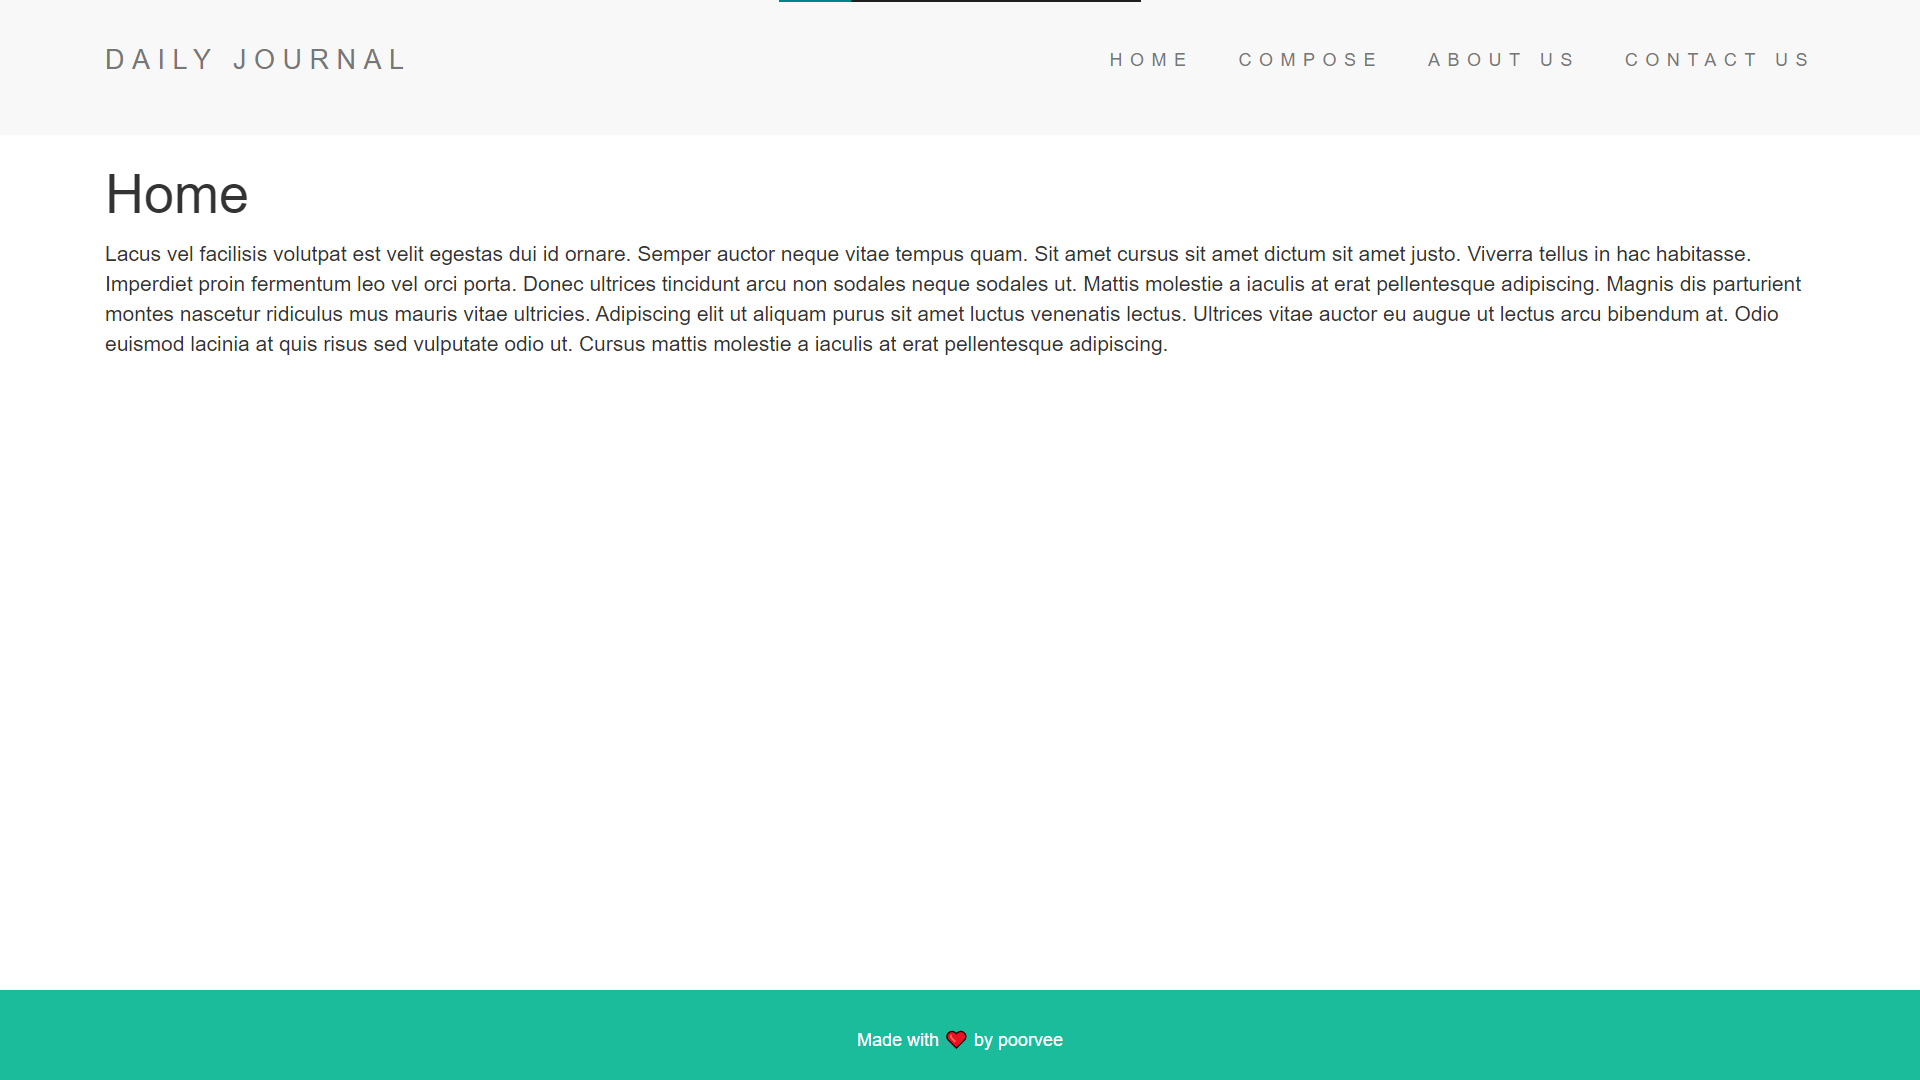 DAILY JOURNAL
HOME COMPOSE ABOUT US CONTACT US
Home
Lacus vel facilisis volutpat est velit egestas dui id ornare. Semper auctor neque vitae tempus quam. Sit amet cursus sit amet dictum sit amet justo. Viverra tellus in hac habitasse.
Imperdiet proin fermentum leo vel orci porta. Donec ultrices tincidunt arcu non sodales neque sodales ut. Mattis molestie a iaculis at erat pellentesque adipiscing. Magnis dis parturient
montes nascetur ridiculus mus mauris vitae ultricies. Adipiscing elit ut aliquam purus sit amet luctus venenatis lectus. Ultrices vitae auctor eu augue ut lectus arcu bibendum at. Odio
euismod lacinia at quis risus sed vulputate odio ut. Cursus mattis molestie a iaculis at erat pellentesque adipiscing.
Made with ❤ by poorvee